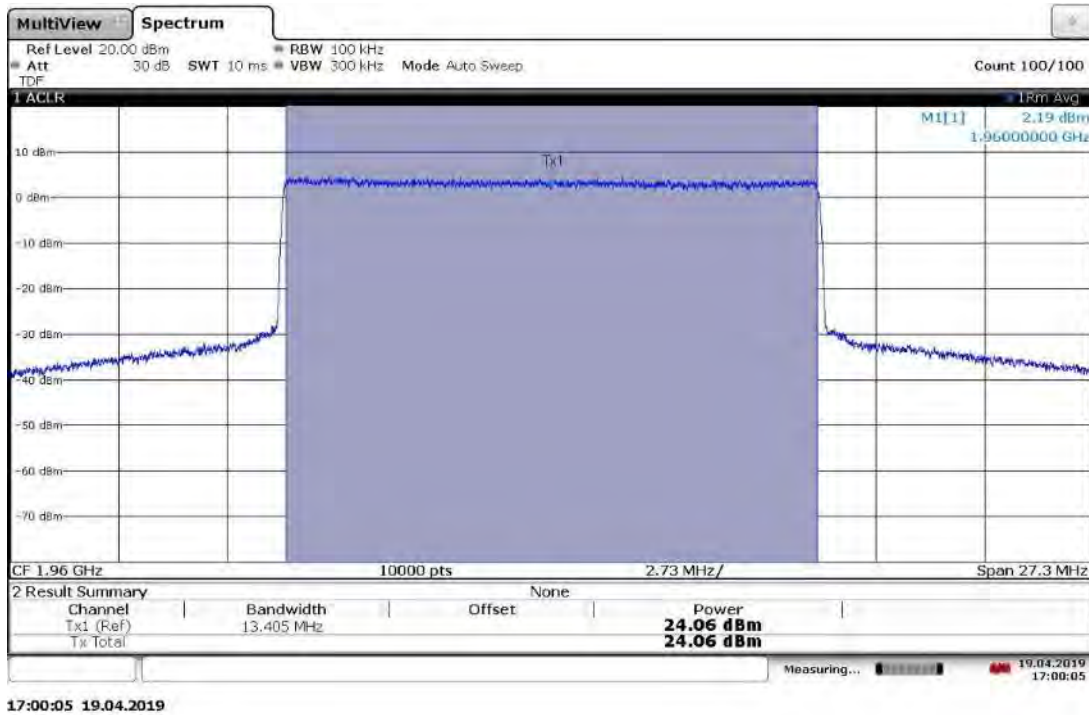 MultiView Spectrum
Ref Level 20.00 dBm RBW 100 kHz
Att 30 dB SWT 10 ms VBW 300 kHz Mode Auto Sweep Count 100/100
TDF
1 ACLR 1Rm Avg
M1[1] 2.19 dBm
1.96000000 GHz
10 dBm
Tx1
0 dBm
-10 dBm
-20 dBm
-30 dBm
-40 dBm
-50 dBm
-60 dBm
-70 dBm
CF 1.96 GHz 10000 pts 2.73 MHz/ Span 27.3 MHz
2 Result Summary None
Channel Bandwidth Offset Power
Tx1 (Ref) 13.405 MHz 24.06 dBm
Tx Total 24.06 dBm
Measuring... 19.04.2019
17:00:05
17:00:05 19.04.2019